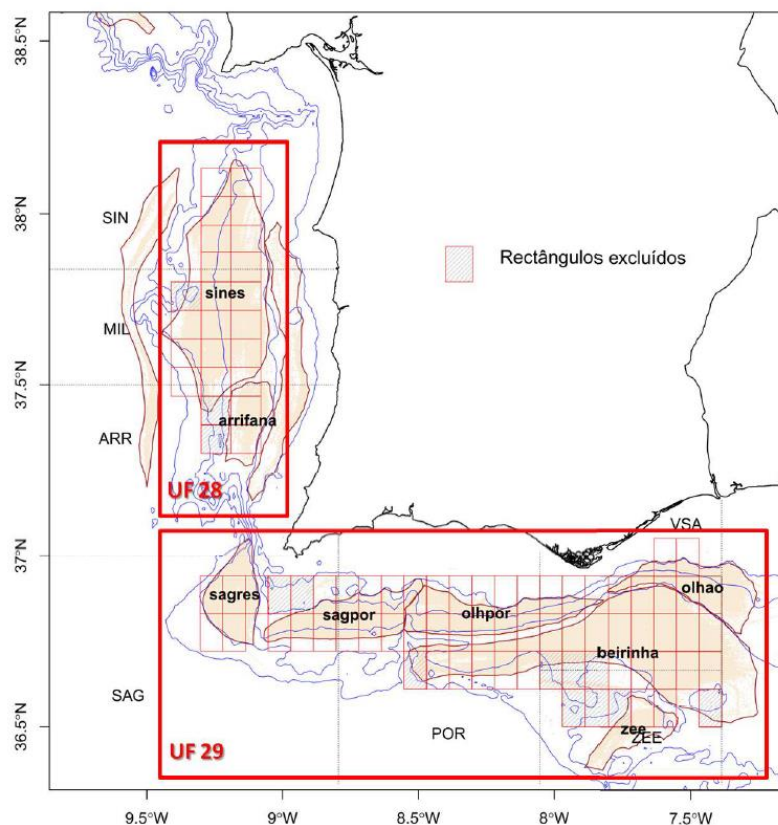 38.5°N
38°N
37.5°N
37°N
36.5°N
SIN
MIL
ARR
SAG
POR
VSA
ZEE
sines
arrifana
UF 28
Rectângulos excluídos
sagres
sagpor
olhpor
olhao
beirinha
zee
UF 29
9.5°W
9°W
8.5°W
8°W
7.5°W